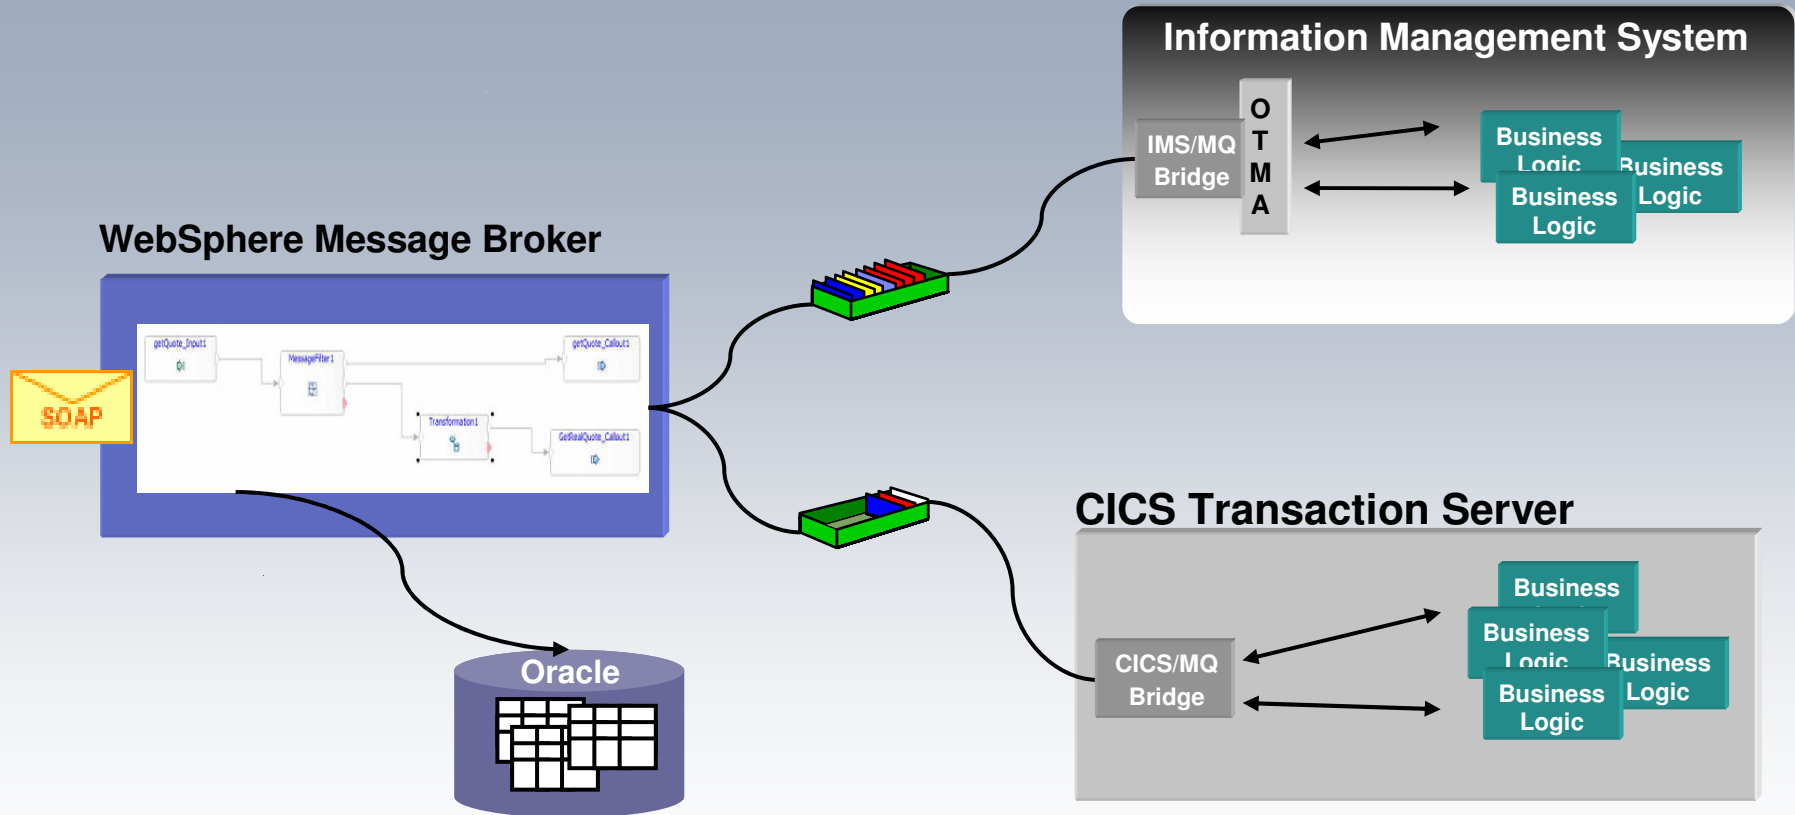 Information Management System
O
T
M
A
IMS/MQ
Bridge
Business
Logic
Business
Logic
Business
Logic
WebSphere Message Broker
getQuote_Input1
MessageFilter1
getQuote_Callout1
Transformation1
GetRealQuote_Callout1
SOAP
CICS Transaction Server
CICS/MQ
Bridge
Business
Business
Logic
Business
Logic
Business
Logic
Oracle